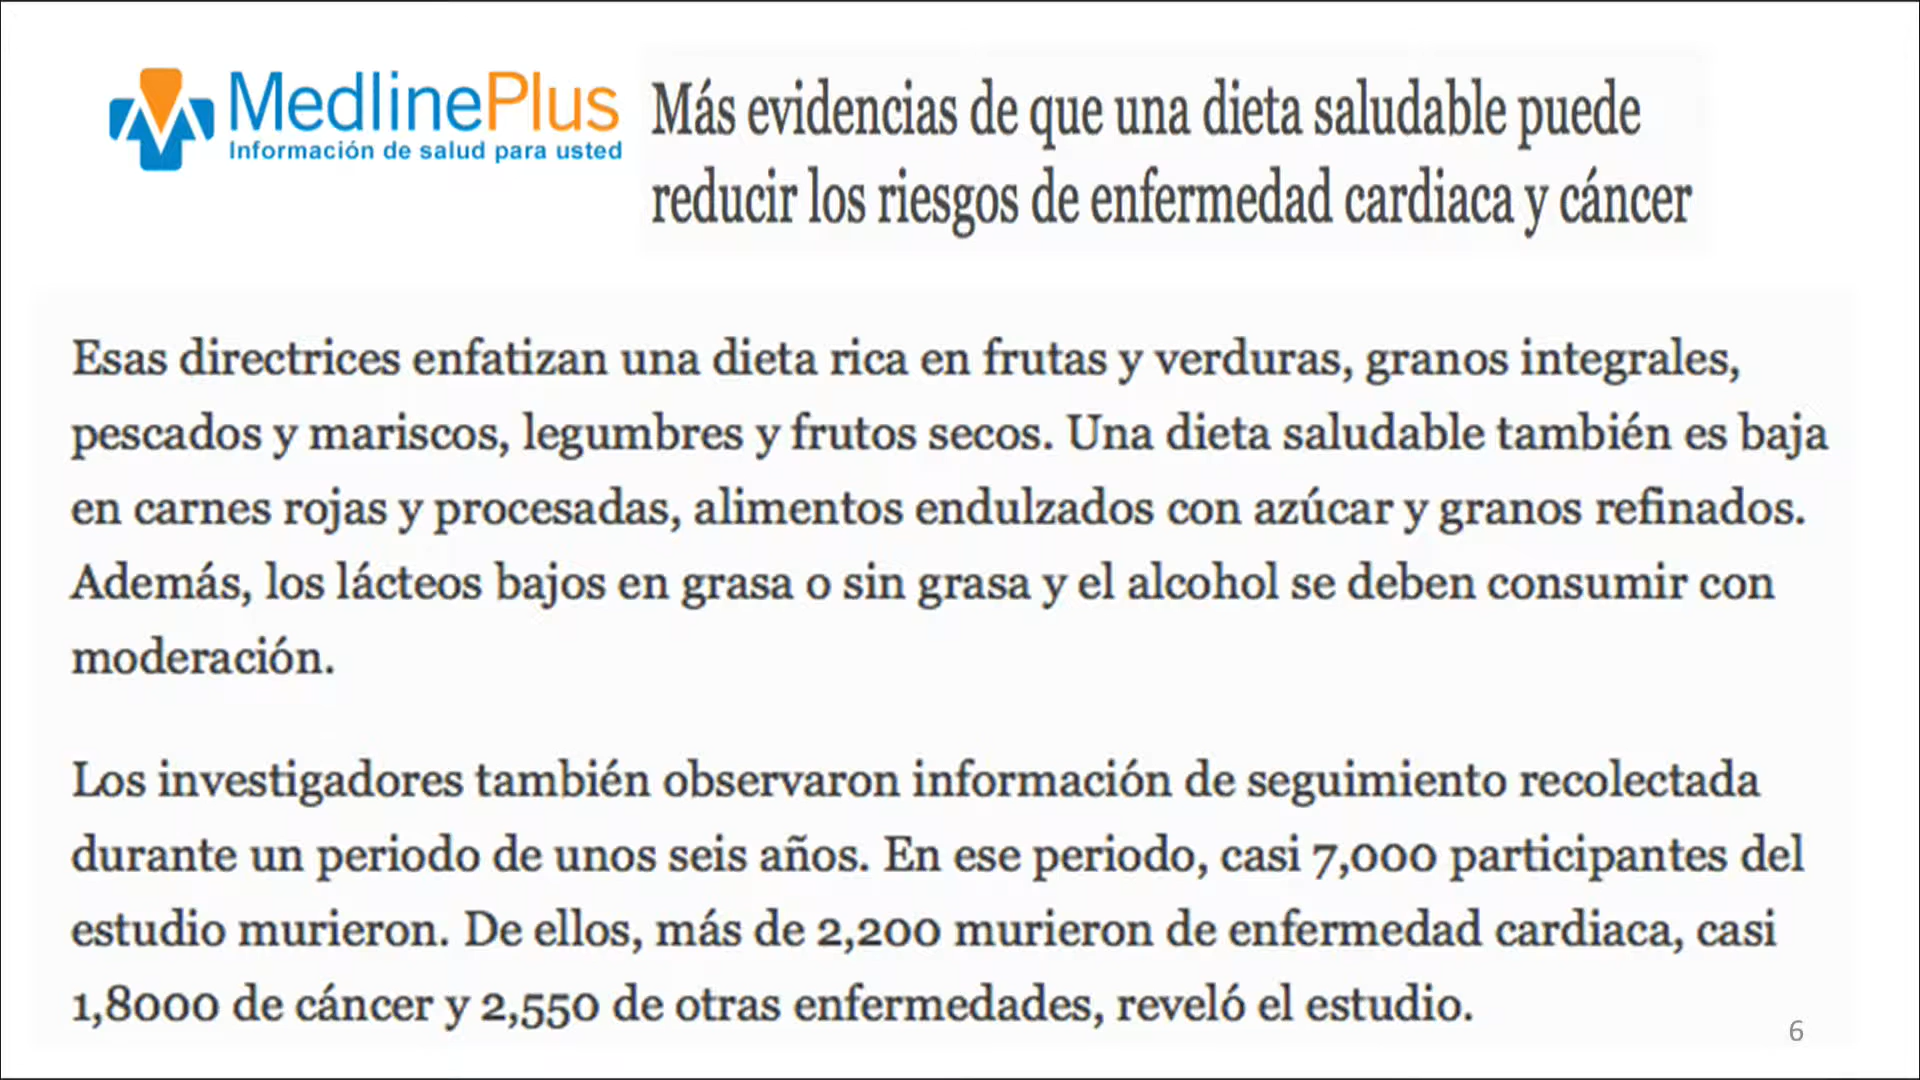 MedlinePlus
Información de salud para usted
Más evidencias de que una dieta saludable puede
reducir los riesgos de enfermedad cardiaca y cáncer
Esas directrices enfatizan una dieta rica en frutas y verduras, granos integrales,
pescados y mariscos, legumbres y frutos secos. Una dieta saludable también es baja
en carnes rojas y procesadas, alimentos endulzados con azúcar y granos refinados.
Además, los lácteos bajos en grasa o sin grasa y el alcohol se deben consumir con
moderación.
Los investigadores también observaron información de seguimiento recolectada
durante un periodo de unos seis años. En ese periodo, casi 7,000 participantes del
estudio murieron. De ellos, más de 2,200 murieron de enfermedad cardiaca, casi
1,8000 de cáncer y 2,550 de otras enfermedades, reveló el estudio.
6